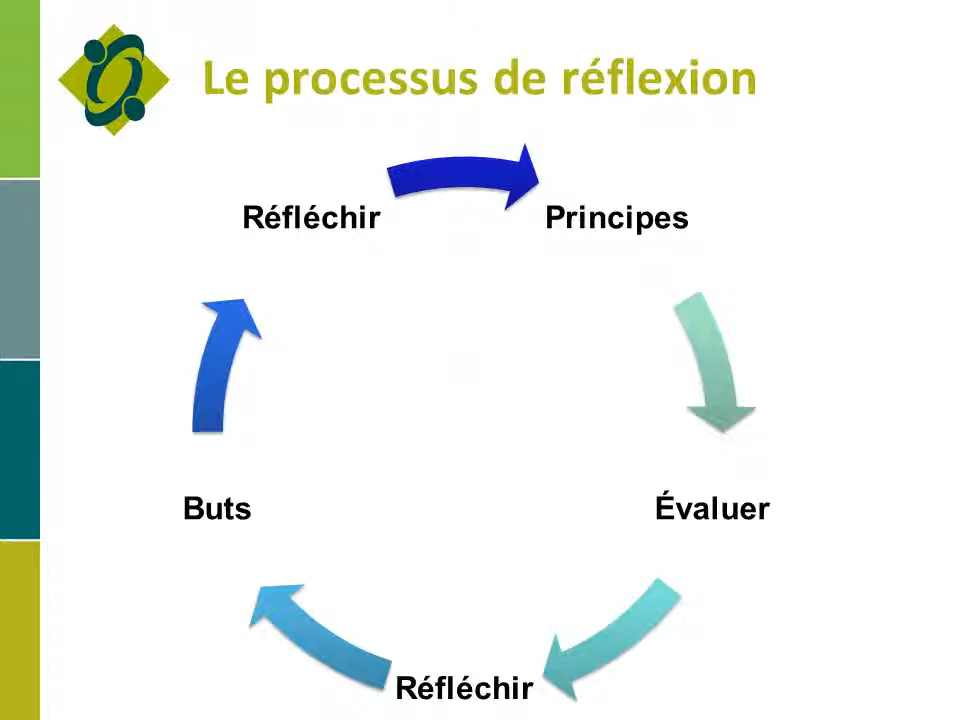 Le processus de réflexion
Réfléchir
Principes
Buts
Évaluer
Réfléchir